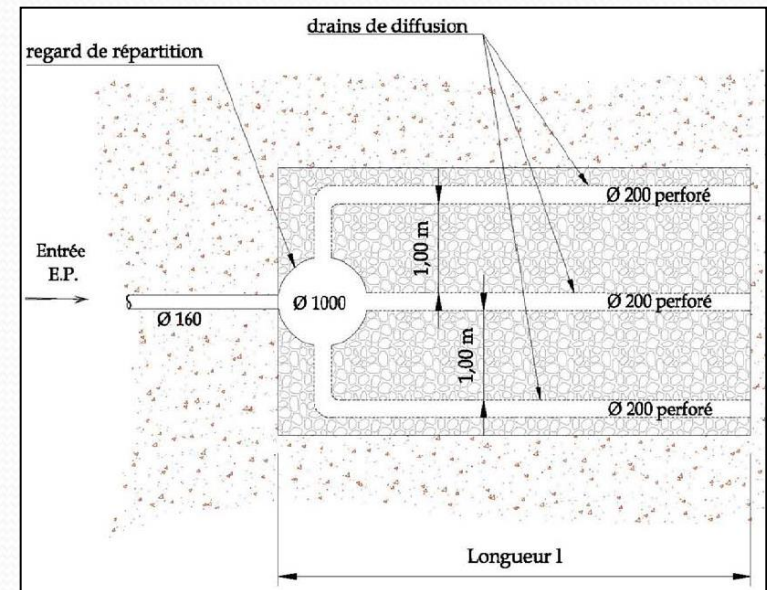 drains de diffusion
regard de répartition
Ø 200 perforé
1,00 m
Entrée
E.P.
Ø 160
Ø 1000
Ø 200 perforé
1,00 m
Ø 200 perforé
Longueur l